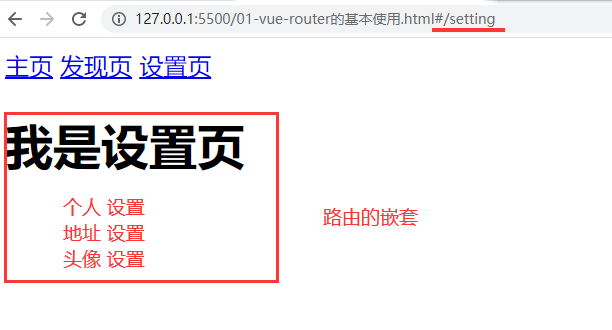 127.0.0.1:5500/01-vue-router的基本使用.html#/setting
主页 发现页 设置页
我是设置页
个人 设置
地址 设置
头像 设置
路由的嵌套